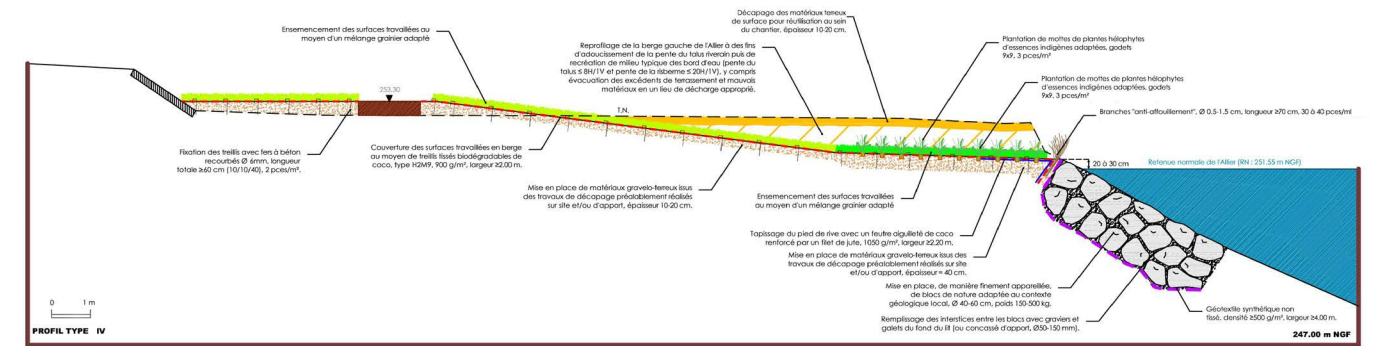 Décapage des matériaux terreux
de surface pour réutilisation au sein
du chantier, épaisseur 10-20 cm.
Ensemencement des surfaces travaillées au
moyen d'un mélange grainier adapté
Reprofilage de la berge gauche de l'Allier à des fins
d'adoucissement de la pente du talus riverain puis de
recréation de milieu typique des bord d'eau (pente du
talus ≤ 8H/1V et pente de la risberme ≤ 20H/1V), y compris
évacuation des excédents de terrassement et mauvais
matériaux en un lieu de décharge approprié.
Plantation de mottes de plantes hélophytes
d'essences indigènes adaptées, godets
9x9, 3 pces/m²
Plantation de mottes de plantes hélophytes
d'essences indigènes adaptées, godets
9x9, 3 pces/m²
Branches "anti-affouillement", Ø 0.5-1.5 cm, longueur ≥70 cm, 30 à 40 pces/ml
253.30
T.N.
Fixation des treillis avec fers à béton
recourbés Ø 6mm, longueur
totale ≥60 cm (10/10/40), 2 pces/m².
Couverture des surfaces travaillées en berge
au moyen de treillis tissés biodégradables de
coco, type H2M9, 900 g/m², largeur ≥2.00 m.
20 à 30 cm
Retenue normale de l'Allier (RN : 251.55 m NGF)
Mise en place de matériaux gravelo-terreux issus
des travaux de décapage préalablement réalisés
sur site et/ou d'apport, épaisseur 10-20 cm.
Ensemencement des surfaces travaillées
au moyen d'un mélange grainier adapté
Tapissage du pied de rive avec un feutre aiguilleté de coco
renforcé par un filet de jute, 1050 g/m², largeur ≥2.20 m.
Mise en place de matériaux gravelo-terreux issus des
travaux de décapage préalablement réalisés sur site
et/ou d'apport, épaisseur ≈ 40 cm.
Mise en place, de manière finement appareillée,
de blocs de nature adaptée au contexte
géologique local, Ø 40-60 cm, poids 150-500 kg.
Remplissage des interstices entre les blocs avec graviers et
galets du fond du lit (ou concassé d'apport, Ø50-150 mm).
Géotextile synthétique non
tissé, densité ≥500 g/m², largeur ≥4.00 m.
0 1 m
PROFIL TYPE IV
247.00 m NGF